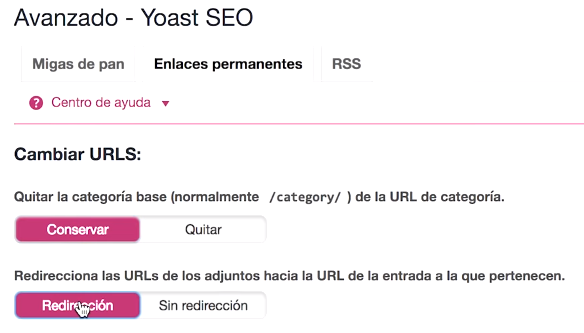 Avanzado - Yoast SEO
Migas de pan Enlaces permanentes RSS
? Centro de ayuda
Cambiar URLS:
Quitar la categoría base (normalmente /category/ ) de la URL de categoría.
Conservar Quitar
Redirecciona las URLs de los adjuntos hacia la URL de la entrada a la que pertenecen.
Redirección Sin redirección